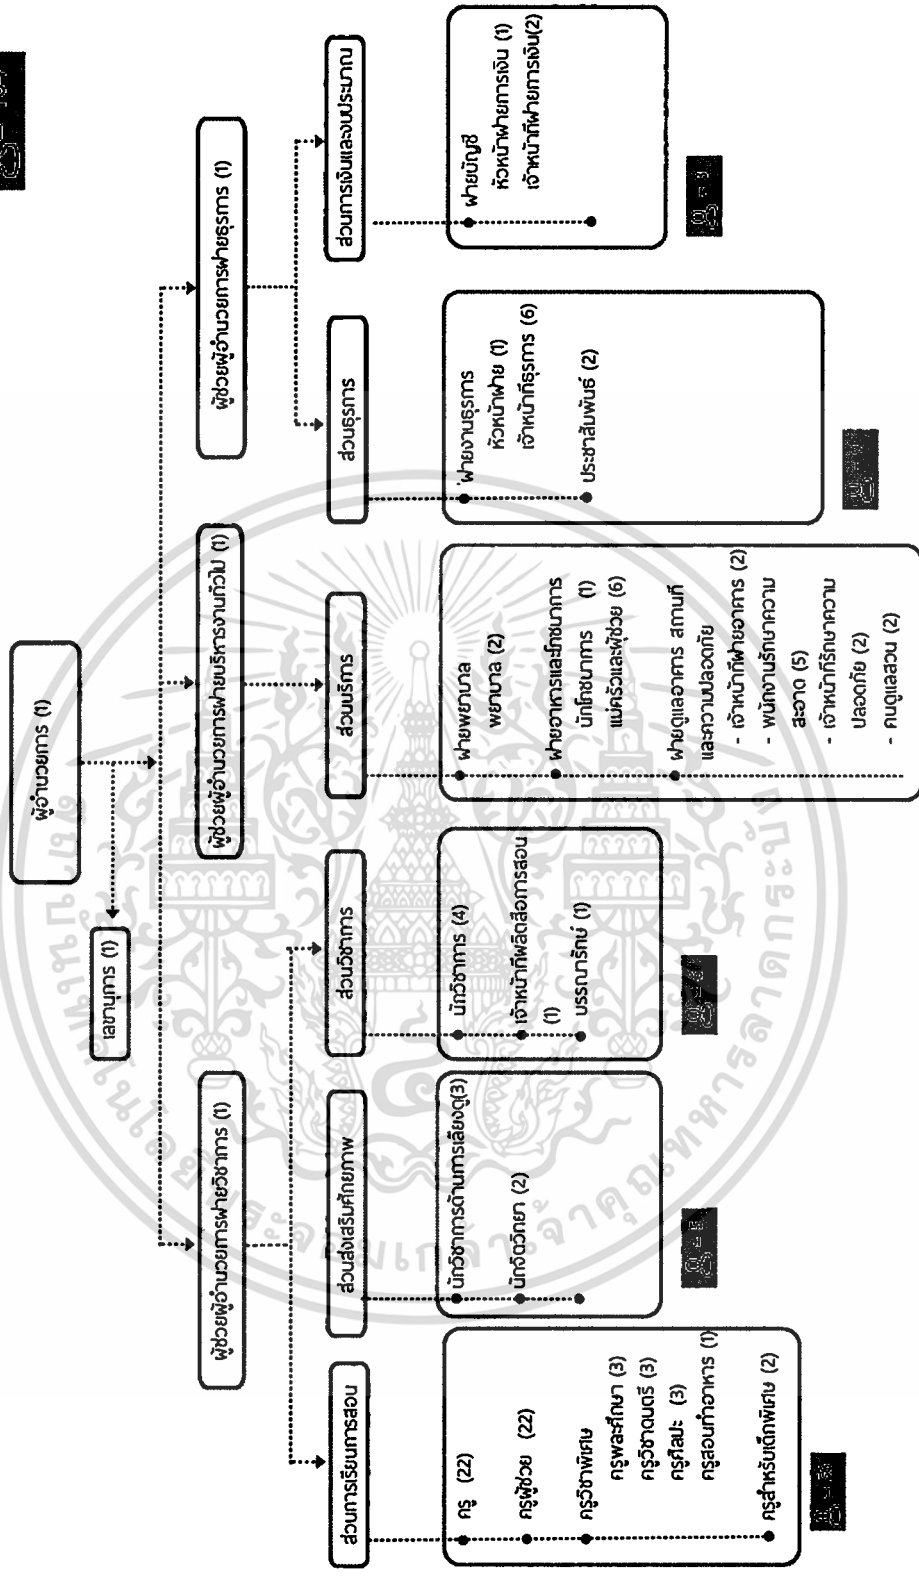 ผู้อำนวยการ (1)
เลขานุการ (1)
ผู้ช่วยผู้อำนวยการฝ่ายวิชาการ (1)
ผู้ช่วยผู้อำนวยการฝ่ายบริหารงานทั่วไป (1)
ผู้ช่วยผู้อำนวยการฝ่ายธุรการ (1)
ส่วนการเรียนการสอน
ส่วนส่งเสริมศักยภาพ
ส่วนวิชาการ
ส่วนบริการ
ส่วนธุรการ
ส่วนการเงินและงบประมาณ
ครู (22)
ครูผู้ช่วย (22)
ครูวิชาพิเศษ
ครูพละศึกษา (3)
ครูวิชาดนตรี (3)
ครูศิลปะ (3)
ครูสอนทำอาหาร (1)
ครูสำหรับเด็กพิเศษ (2)
นักวิชาการด้านการเลี้ยงดู(3)
นักจิตวิทยา (2)
นักวิชาการ (4)
เจ้าหน้าที่ผลิตสื่อการสอน
(1)
บรรณารักษ์ (1)
ฝ่ายพยาบาล
พยาบาล (2)
ฝ่ายอาหารและโภชนาการ
นักโภชนาการ (1)
แม่ครัวและผู้ช่วย (6)
ฝ่ายดูแลอาคาร สถานที่
และความปลอดภัย
- เจ้าหน้าที่ฝ่ายอาคาร (2)
- พนักงานรักษาความ
สะอาด (5)
- เจ้าหน้าที่รักษาความ
ปลอดภัย (2)
- คนดูแลสวน (2)
ฝ่ายงานธุรการ
หัวหน้าฝ่าย (1)
เจ้าหน้าที่ธุรการ (6)
ประชาสัมพันธ์ (2)
ฝ่ายบัญชี
หัวหน้าฝ่ายการเงิน (1)
เจ้าหน้าที่ฝ่ายการเงิน(2)